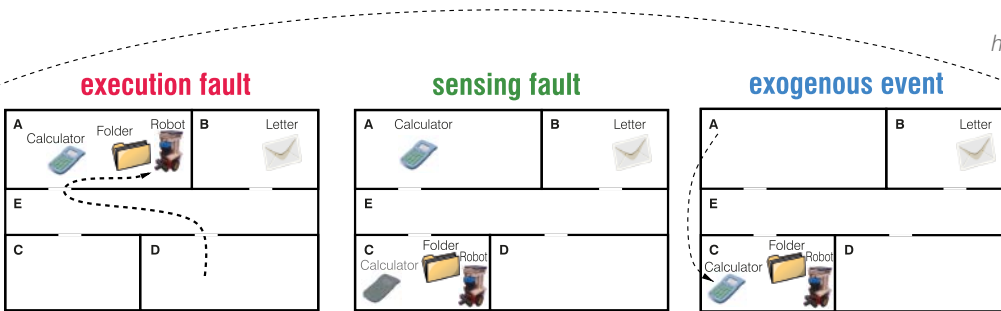 h
execution fault
sensing fault
exogenous event
A
Calculator
Folder
Robot
B
Letter
E
C
D
A
Calculator
B
Letter
E
C
Calculator
Folder
Robot
D
A
B
Letter
E
C
Calculator
Folder
Robot
D